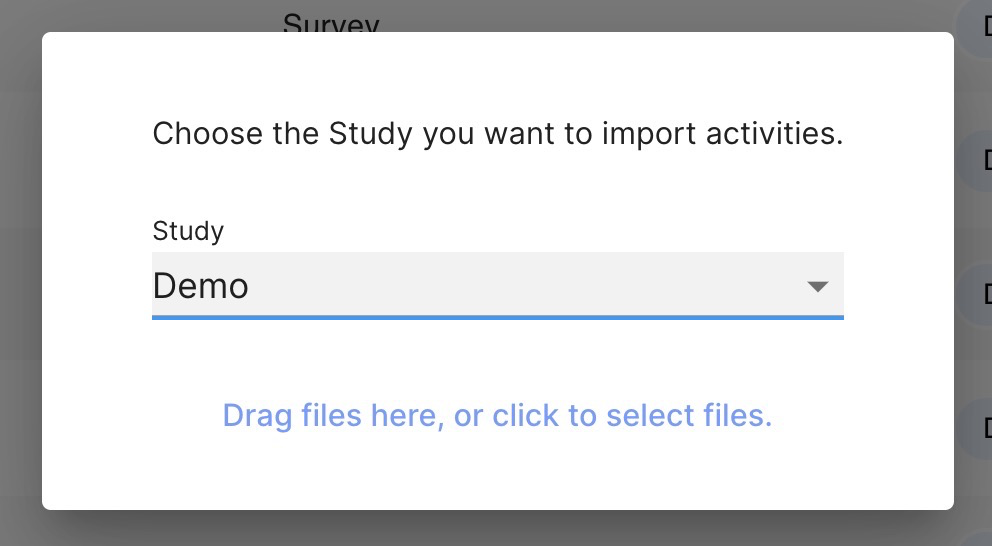 Survey
Choose the Study you want to import activities.
Study
Demo
Drag files here, or click to select files.